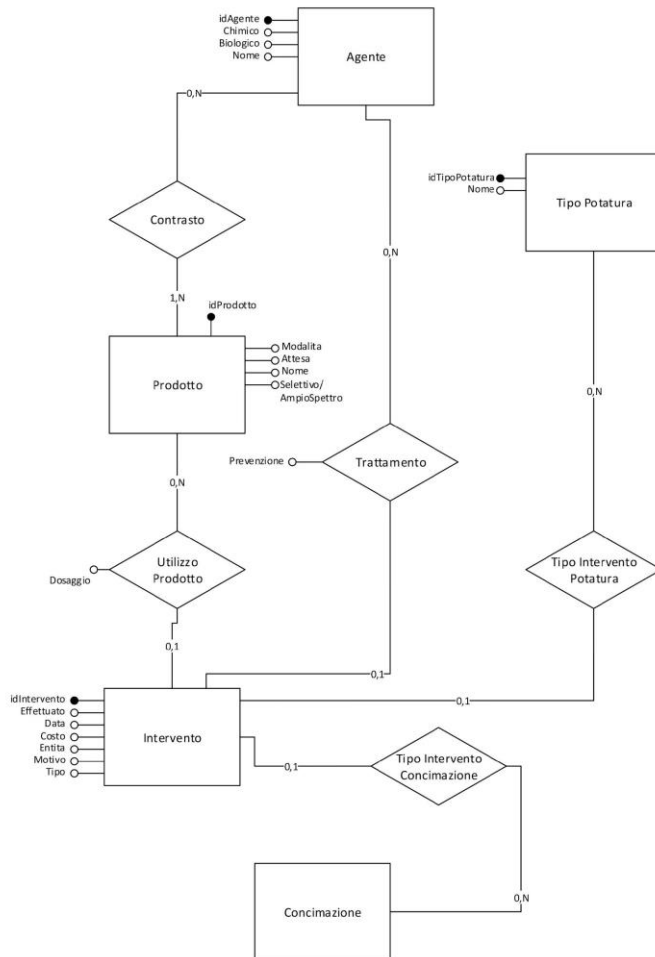 idAgente
Chimico
Biologico
Nome
Agente
0,N
Contrasto
0,N
idTipoPotatura
Nome
Tipo Potatura
1,N
idProdotto
Prodotto
Modalita
Attesa
Nome
Selettivo/
AmpioSpettro
0,N
Prevenzione
Trattamento
0,N
Dosaggio
Utilizzo
Prodotto
Tipo Intervento
Potatura
0,1
0,1
0,1
idIntervento
Effettuato
Data
Costo
Entita
Motivo
Tipo
Intervento
0,1
Tipo Intervento
Concimazione
0,N
Concimazione